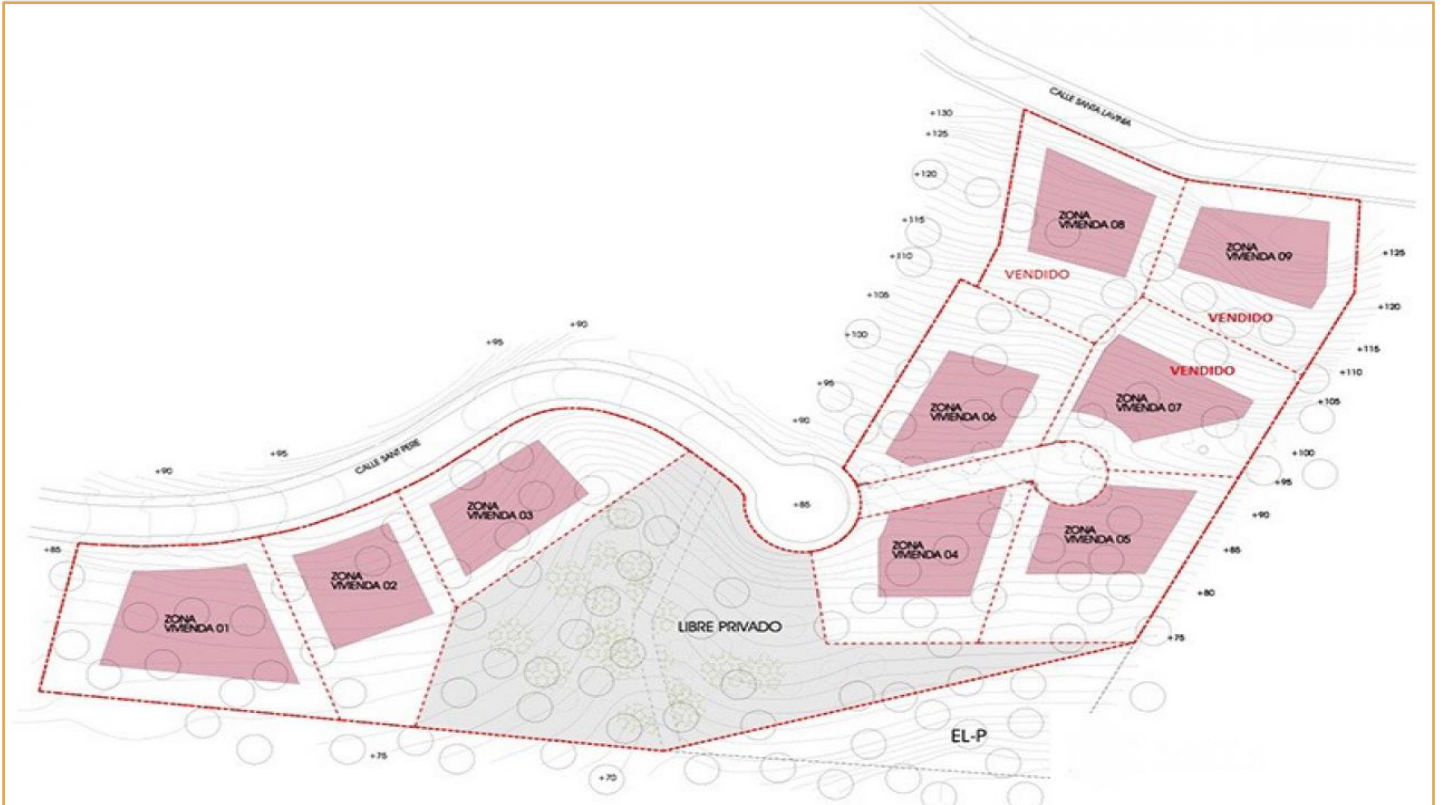 CALLE SANTA LAVINIA
+130
+125
+120
+115
+110
+105
+100
+95
+90
ZONA
VIVIENDA 08
ZONA
VIVIENDA 09
VENDIDO
VENDIDO
VENDIDO
+125
+120
+115
+110
+105
+100
+95
+90
+85
+80
+75
ZONA
VIVIENDA 06
ZONA
VIVIENDA 07
+90
+95
CALLE SANT PERE
+95
+90
+85
+85
ZONA
VIVIENDA 03
ZONA
VIVIENDA 02
ZONA
VIVIENDA 01
ZONA
VIVIENDA 04
ZONA
VIVIENDA 05
LIBRE PRIVADO
EL-P
+75
+70